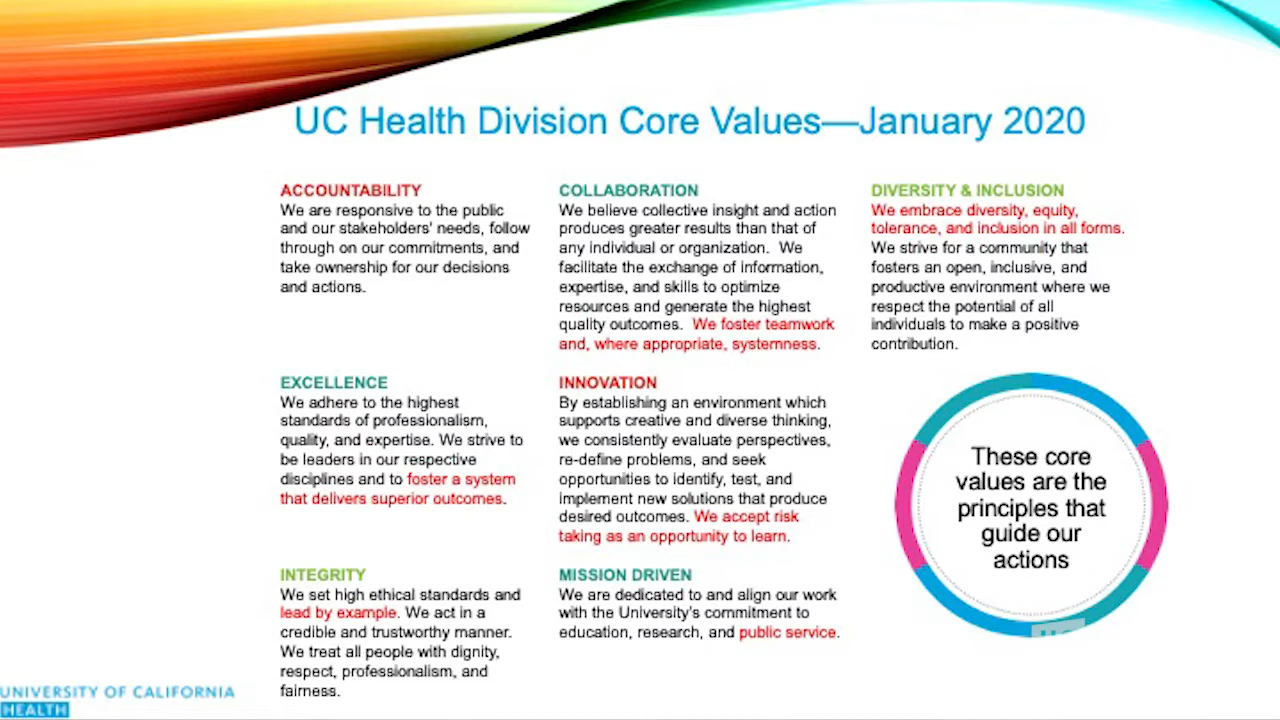 UC Health Division Core Values—January 2020
ACCOUNTABILITY
We are responsive to the public
and our stakeholders' needs, follow
through on our commitments, and
take ownership for our decisions
and actions.
COLLABORATION
We believe collective insight and action
produces greater results than that of
any individual or organization. We
facilitate the exchange of information,
expertise, and skills to optimize
resources and generate the highest
quality outcomes. We foster teamwork
and, where appropriate, systemness.
DIVERSITY & INCLUSION
We embrace diversity, equity,
tolerance, and inclusion in all forms.
We strive for a community that
fosters an open, inclusive, and
productive environment where we
respect the potential of all
individuals to make a positive
contribution.
EXCELLENCE
We adhere to the highest
standards of professionalism,
quality, and expertise. We strive to
be leaders in our respective
disciplines and to foster a system
that delivers superior outcomes.
INNOVATION
By establishing an environment which
supports creative and diverse thinking,
we consistently evaluate perspectives,
re-define problems, and seek
opportunities to identify, test, and
implement new solutions that produce
desired outcomes. We accept risk
taking as an opportunity to learn.
These core
values are the
principles that
guide our
actions
INTEGRITY
We set high ethical standards and
lead by example. We act in a
credible and trustworthy manner.
We treat all people with dignity,
respect, professionalism, and
fairness.
MISSION DRIVEN
We are dedicated to and align our work
with the University's commitment to
education, research, and public service.
UNIVERSITY OF CALIFORNIA
HEALTH